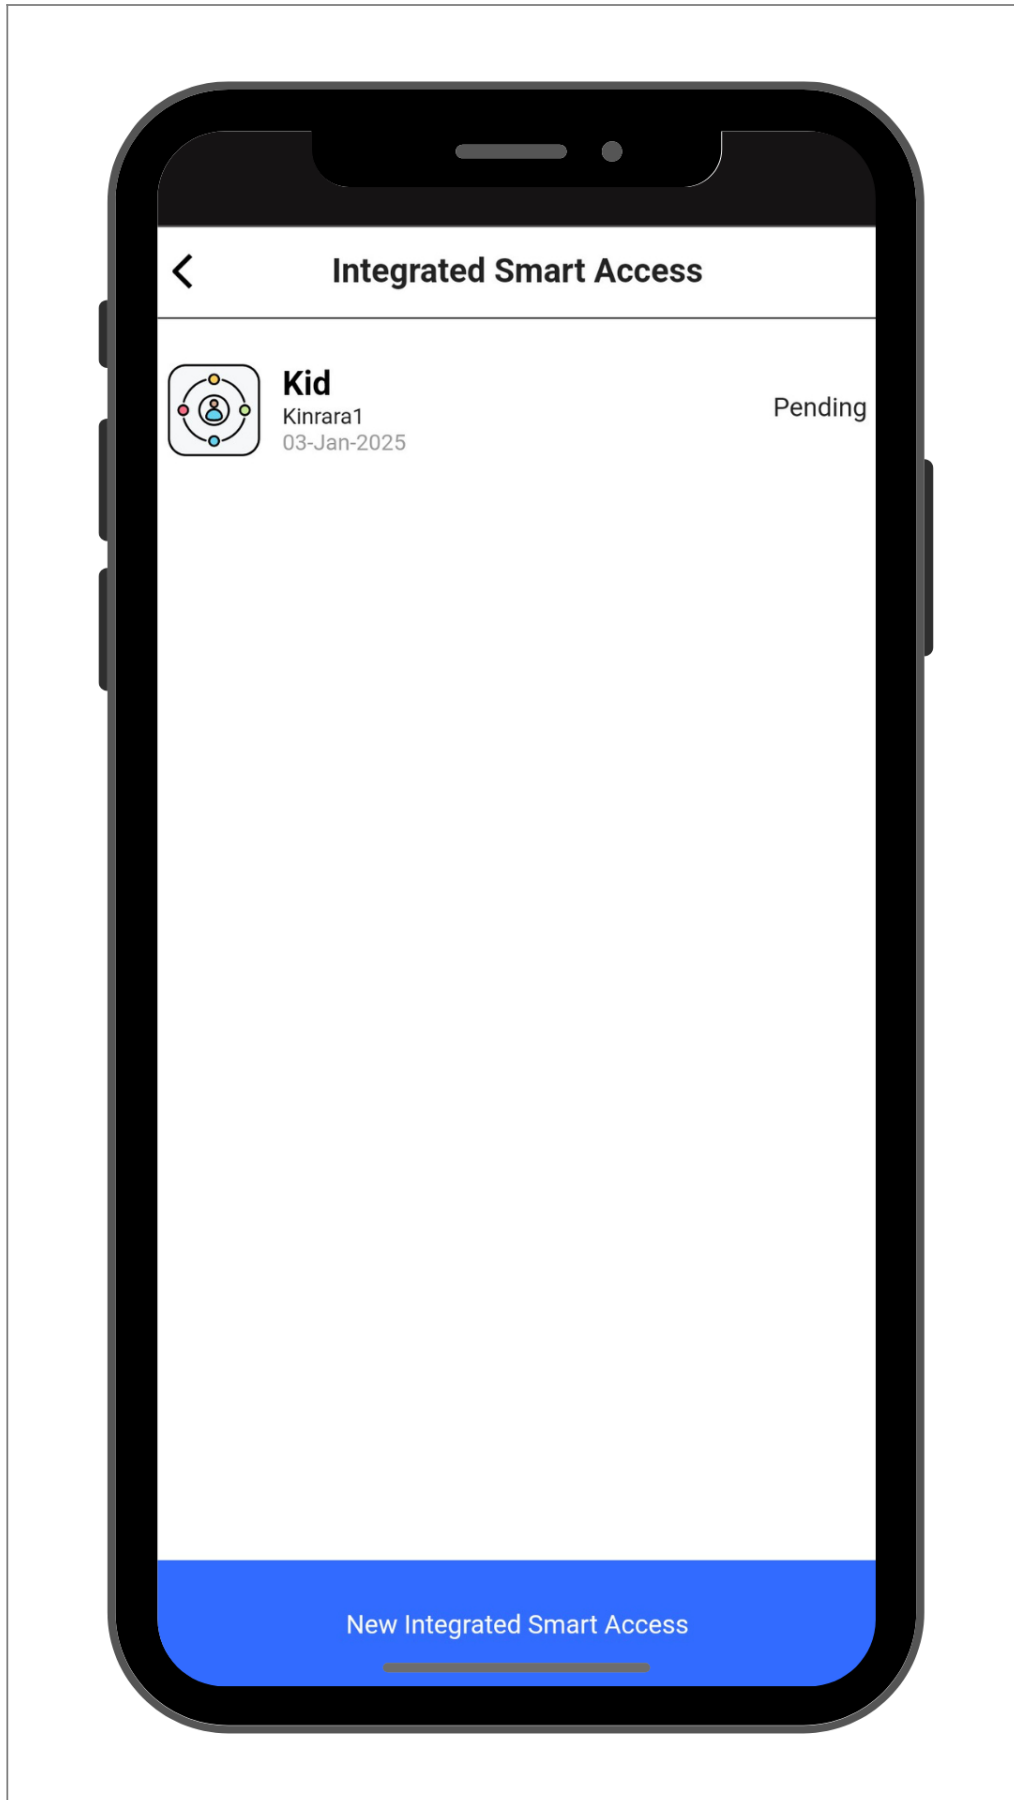 Integrated Smart Access
Kid
Kinrara1
03-Jan-2025
Pending
New Integrated Smart Access